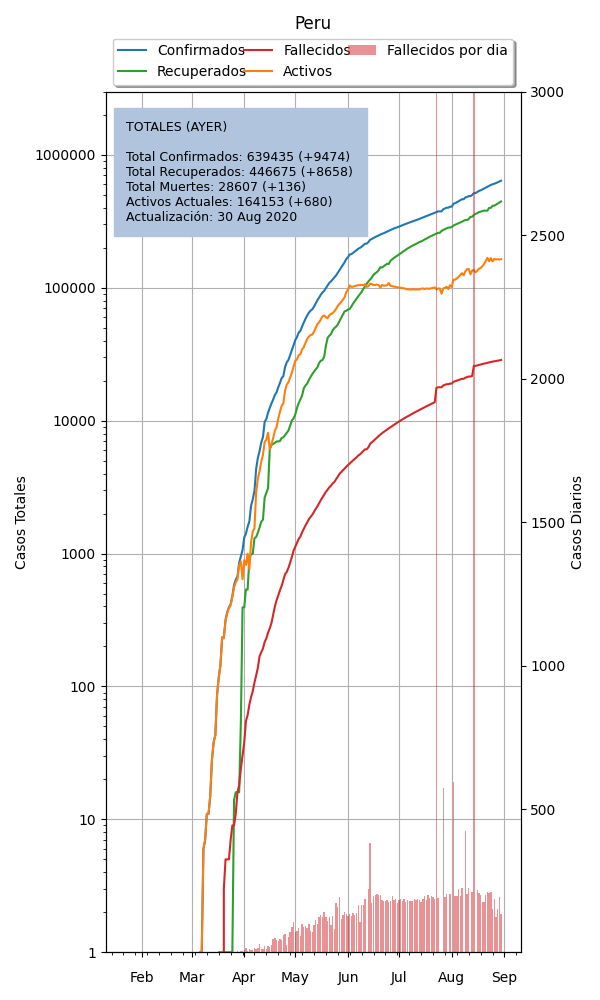 Peru
Confirmados
Fallecidos
Fallecidos por dia
Recuperados
Activos
TOTALES (AYER)
Total Confirmados: 639435 (+9474)
Total Recuperados: 446675 (+8658)
Total Muertes: 28607 (+136)
Activos Actuales: 164153 (+680)
Actualización: 30 Aug 2020
Casos Totales
1000000
100000
10000
1000
100
10
1
3000
2500
2000
1500
1000
500
Casos Diarios
Feb
Mar
Apr
May
Jun
Jul
Aug
Sep